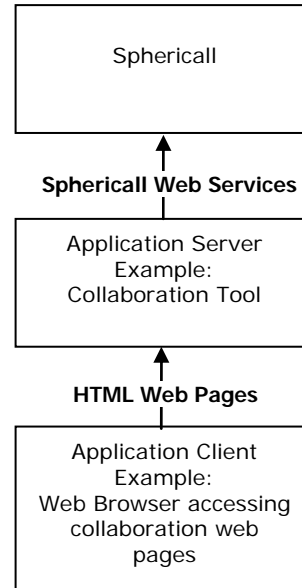 Sphericall
Sphericall Web Services
Application Server
Example:
Collaboration Tool
HTML Web Pages
Application Client
Example:
Web Browser accessing
collaboration web
pages